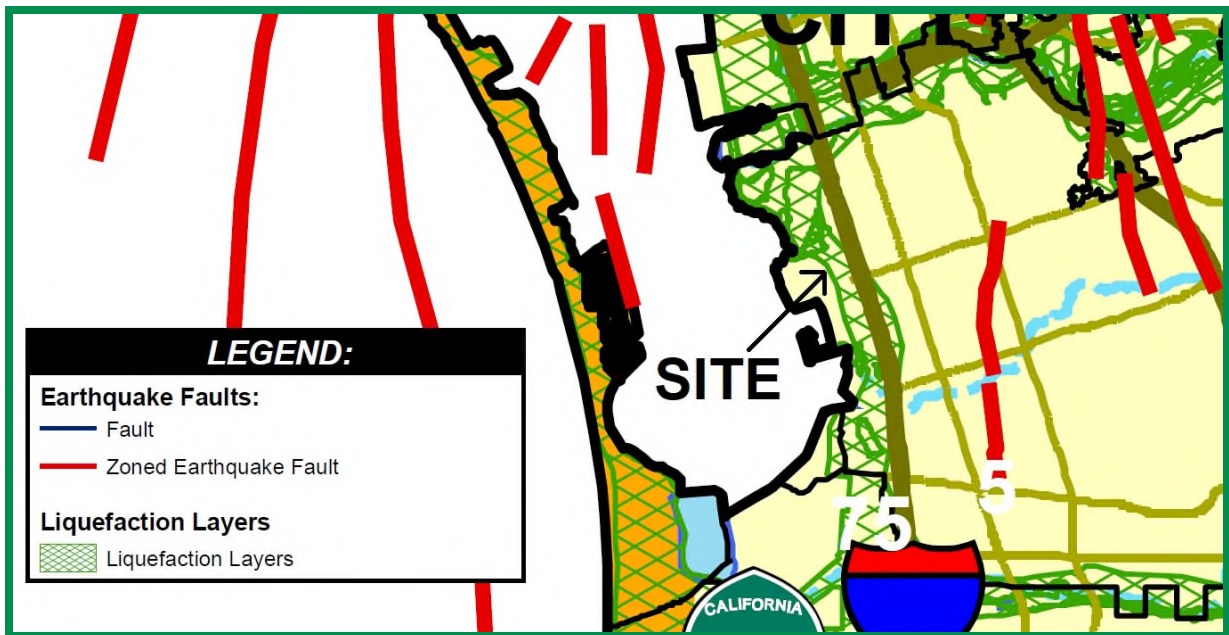 SITE
LEGEND:
Earthquake Faults:
Fault
Zoned Earthquake Fault
Liquefaction Layers
Liquefaction Layers
5
75
CALIFORNIA